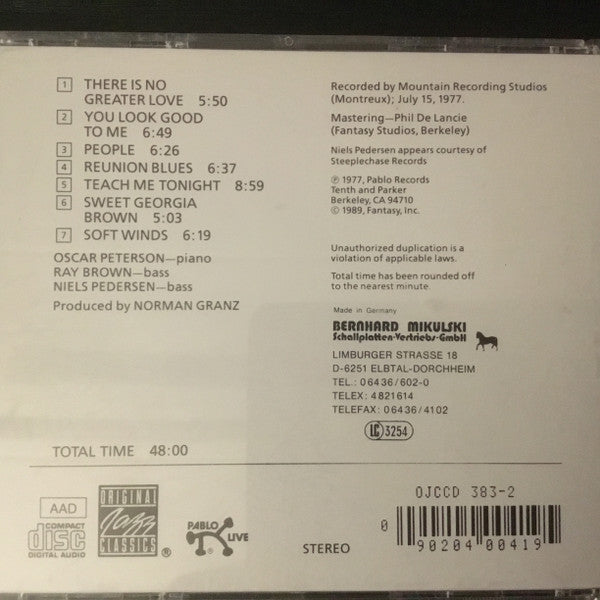 1 THERE IS NO
GREATER LOVE 5:50
2 YOU LOOK GOOD
TO ME 6:49
3 PEOPLE 6:26
4 REUNION BLUES 6:37
5 TEACH ME TONIGHT 8:59
6 SWEET GEORGIA
BROWN 5:03
7 SOFT WINDS 6:19
OSCAR PETERSON—piano
RAY BROWN—bass
NIELS PEDERSEN—bass
Produced by NORMAN GRANZ
TOTAL TIME 48:00
Recorded by Mountain Recording Studios
(Montreux); July 15, 1977.
Mastering—Phil De Lancie
(Fantasy Studios, Berkeley)
Niels Pedersen appears courtesy of
Steeplechase Records
℗ 1977, Pablo Records
Tenth and Parker
Berkeley, CA 94710
© 1989, Fantasy, Inc.
Unauthorized duplication is a
violation of applicable laws.
Total time has been rounded off
to the nearest minute.
Made in Germany
BERNHARD MIKULSKI
Schallplatten-Vertriebs-GmbH
LIMBURGER STRASSE 18
D-6251 ELBTAL-DORCHHEIM
TEL.: 06436/602-0
TELEX: 4821614
TELEFAX: 06436/4102
LC 3254
AAD
COMPACT
disc
DIGITAL AUDIO
ORIGINAL
Jazz
CLASSICS ®
PABLO LIVE
STEREO
OJCCD 383-2
0 90204 00419